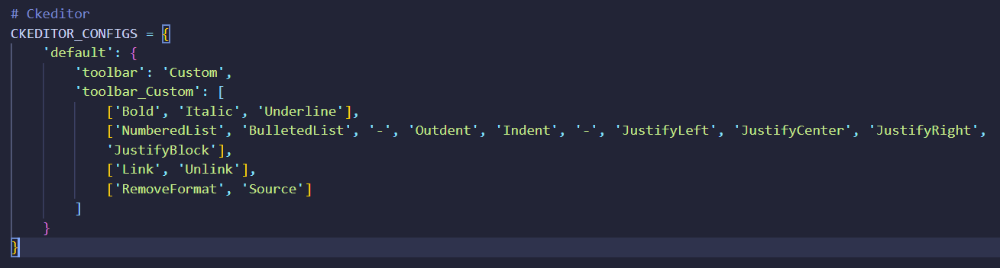 # Ckeditor
CKEDITOR_CONFIGS = {
    'default': {
        'toolbar': 'Custom',
        'toolbar_Custom': [
            ['Bold', 'Italic', 'Underline'],
            ['NumberedList', 'BulletedList', '-', 'Outdent', 'Indent', '-', 'JustifyLeft', 'JustifyCenter', 'JustifyRight',
            'JustifyBlock'],
            ['Link', 'Unlink'],
            ['RemoveFormat', 'Source']
        ]
    }
}